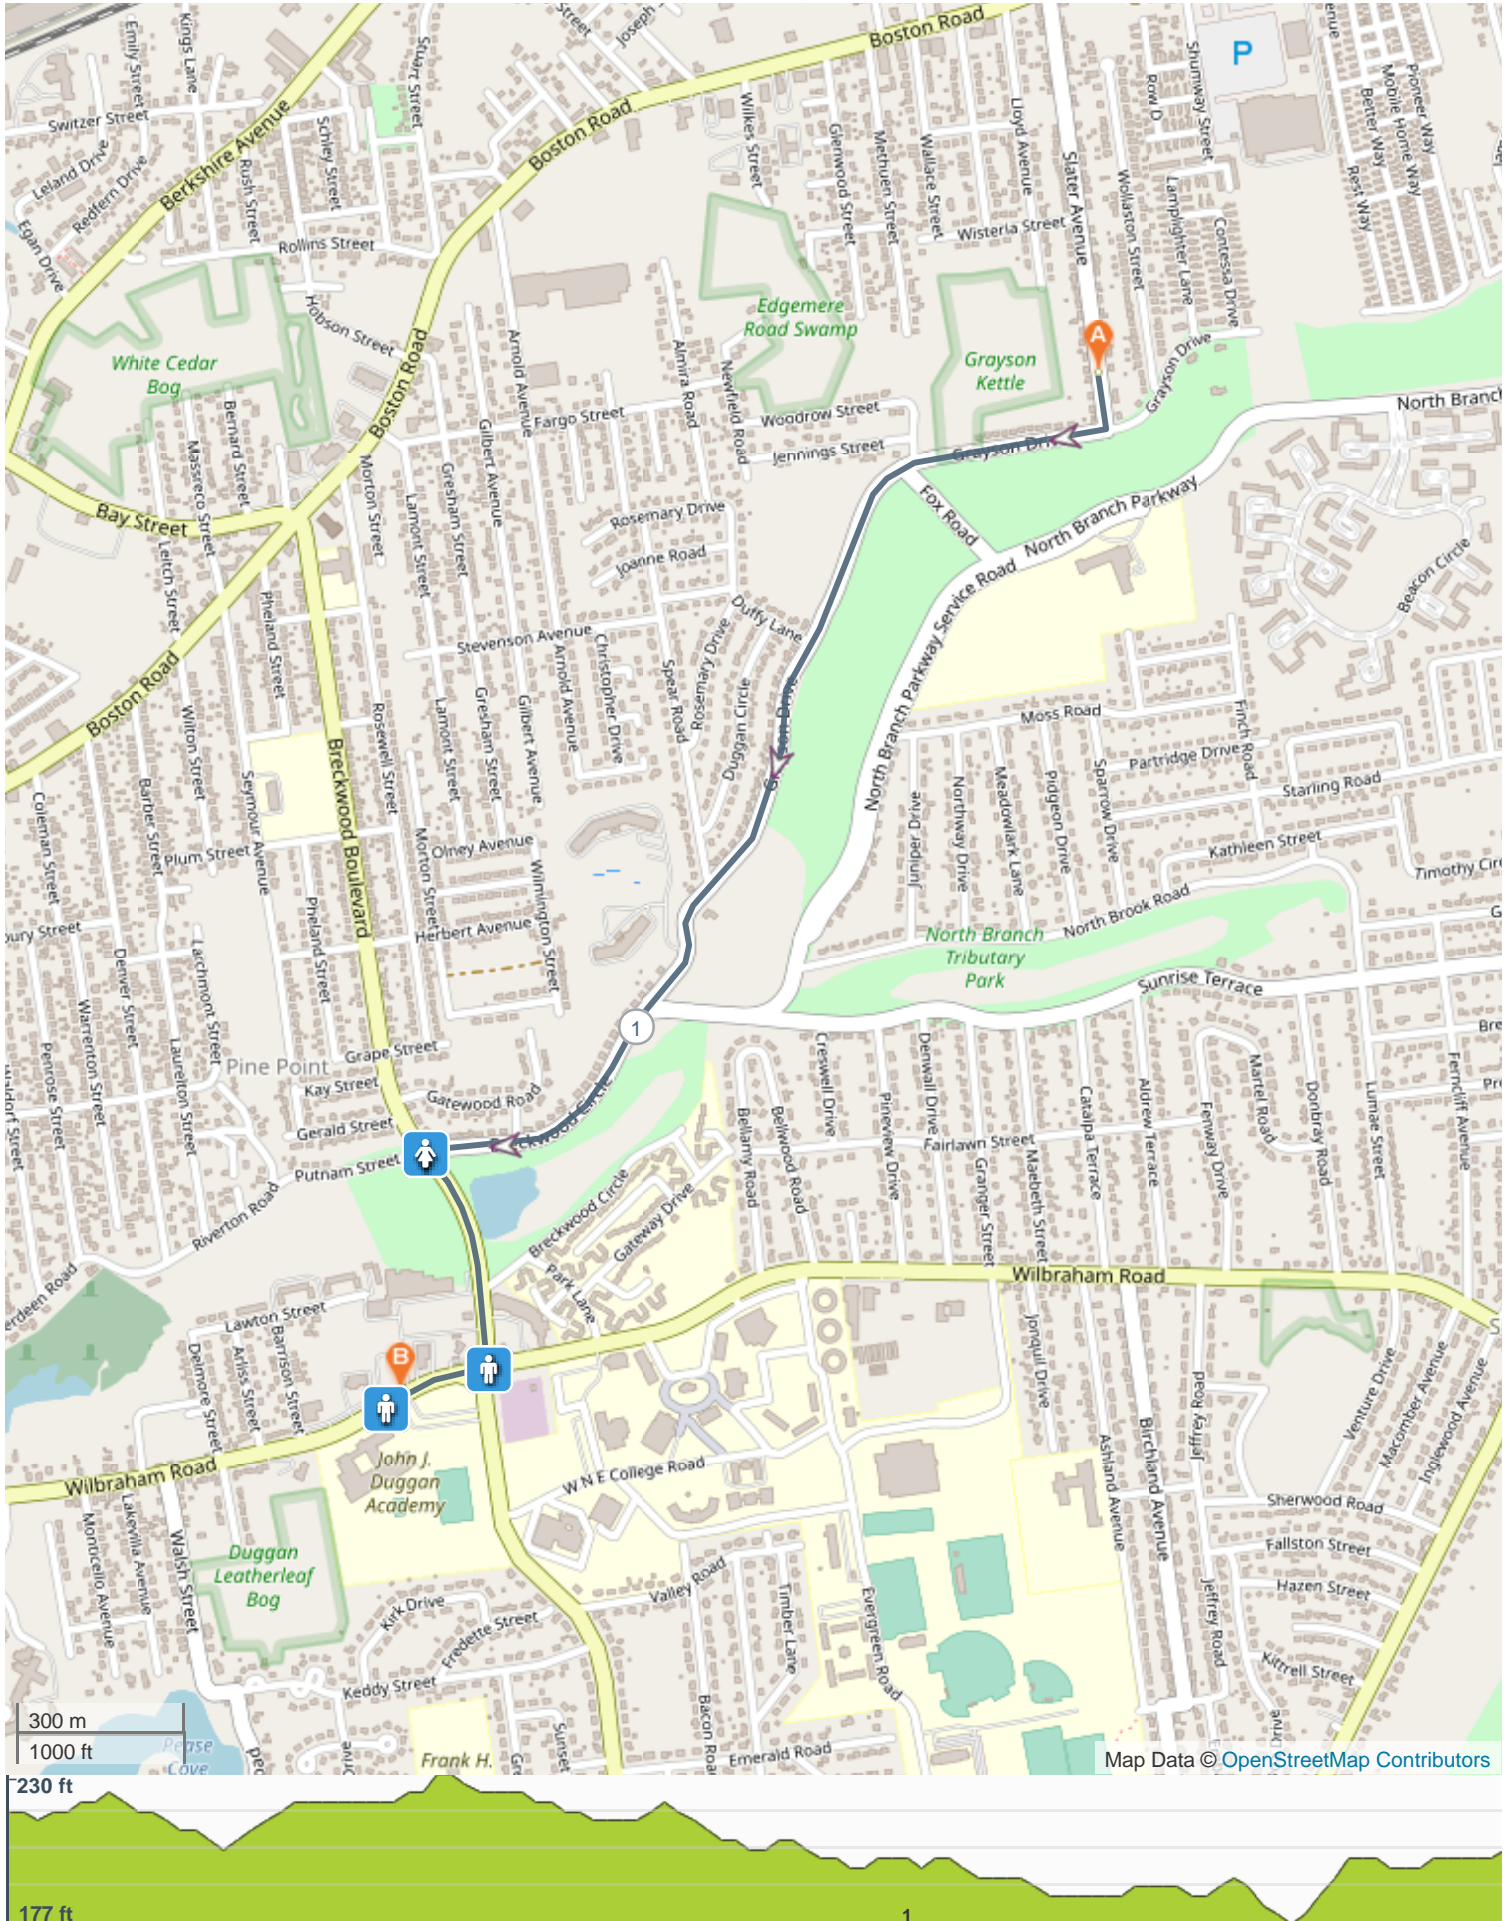 Boston Road
Street
Joseph S
Emily Street
Kings Lane
Stuart Street
P
Row D
Shumway Street
enue
Pioneer Way
Mobile Home Way
Better Way
Rest Way
Switzer Street
Berkshire Avenue
Schley Street
Rush Street
Leland Drive
Redfern Drive
Egan Drive
Rollins Street
Boston Road
Wilkes Street
Glenwood Street
Methuen Street
Wallace Street
Lloyd Avenue
Slater Avenue
Wollaston Street
Lamplighter Lane
Contessa Drive
Wisteria Street
Edgemere
Road Swamp
A
Grayson
Kettle
Grayson Drive
White Cedar
Bog
Hobson Street
Boston Road
Arnold Avenue
Almira Road
Newfield Road
Fargo Street
Woodrow Street
Jennings Street
North Branch
Bernard Street
Massreco Street
Gilbert Avenue
Gresham Street
Morton Street
Lamont Street
Bay Street
Leitch Street
Rosemary Drive
Joanne Road
Fox Road
North Branch Parkway
North Branch Parkway Service Road
Beacon Circle
Pheland Street
Stevenson Avenue
Duffy Lane
Christopher Drive
Arnold Avenue
Spear Road
Rosemary Drive
Duggan Circle
Boston Road
Wilton Street
Rosewell Street
Lamont Street
Gresham Street
Gilbert Avenue
Breckwood Boulevard
Moss Road
Finch Road
Partridge Drive
Starling Road
Sparrow Drive
Pidgeon Drive
Meadowlark Lane
Northway Drive
Juniper Drive
Kathleen Street
Timothy Circ
Coleman Street
Barber Street
Seymour Avenue
Plum Street
Olney Avenue
Morton Street
Wilmington Street
Herbert Avenue
North Brook Road
North Branch
Tributary
Park
Sunrise Terrace
bury Street
Denver Street
Larchmont Street
Pheland Street
Warrenton Street
Penrose Street
Laurelton Street
1
Grape Street
Pine Point
Kay Street
Gatewood Road
Gerald Street
Putnam Street
Riverton Road
Creswell Drive
Denwall Drive
Pineview Drive
Bellamy Road
Bellwood Road
Fairlawn Street
Granger Street
Maebeth Street
Catalpa Terrace
Aldrew Terrace
Fenway Drive
Martel Road
Donbray Road
Lumae Street
Ferncliff Avenue
Bre
Breckwood Circle
Gateway Drive
Park Lane
Wilbraham Road
erdeen Road
Lawton Street
Barrison Street
Arliss Street
Delmore Street
B
Jonquil Drive
Jeffrey Road
Venture Drive
Macomber Avenue
Inglewood Avenue
Wilbraham Road
John J.
Duggan
Academy
W N E College Road
Ashland Avenue
Birchland Avenue
Sherwood Road
Fallston Street
Hazen Street
Monticello Avenue
Lakevilla Avenue
Walsh Street
Duggan
Leatherleaf
Bog
Valley Road
Timber Lane
Evergreen Road
Kirk Drive
Fredette Street
Keddy Street
Jeffrey Road
Kittrell Street
Bacon Road
Sunset
Emerald Road
Frank H.
Pease
Cove
300 m
1000 ft
Map Data © OpenStreetMap Contributors
230 ft
177 ft
1